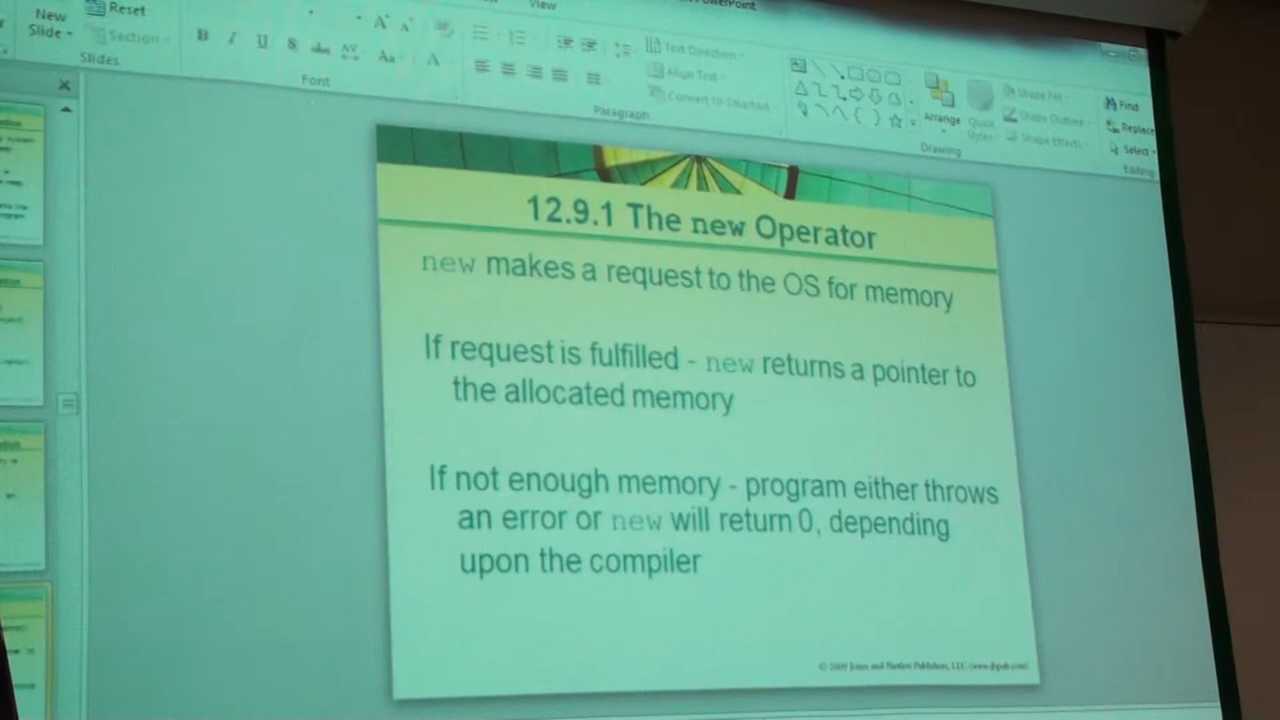 View
PowerPoint
New
Slide
Reset
Section
Slides
B I U S abc AV
Aa A
Font
Text Direction
Align Text
Convert to SmartArt
Paragraph
Arrange
Quick
Styles
Shape Fill
Shape Outline
Shape Effects
Drawing
Find
Replace
Select
Editing
12.9.1 The new Operator
new makes a request to the OS for memory
If request is fulfilled - new returns a pointer to
the allocated memory
If not enough memory - program either throws
an error or new will return 0, depending
upon the compiler
© 2009 Jones and Bartlett Publishers, LLC (www.jbpub.com)